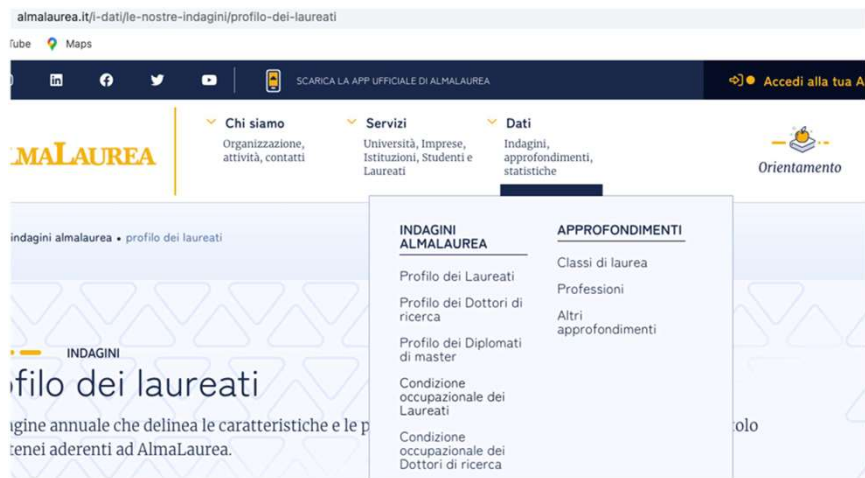 almalaurea.it/i-dati/le-nostre-indagini/profilo-dei-laureati
Maps
SCARICA LA APP UFFICIALE DI ALMALAUREA
Accedi alla tua
Chi siamo
Organizzazione,
attività, contatti
Servizi
Università, Imprese,
Istituzioni, Studenti e
Laureati
Dati
Indagini,
approfondimenti,
statistiche
Orientamento
indagini almalaurea • profilo dei laureati
INDAGINI
ALMALAUREA
Profilo dei Laureati
Profilo dei Dottori di
ricerca
Profilo dei Diplomati
di master
Condizione
occupazionale dei
Laureati
Condizione
occupazionale dei
Dottori di ricerca
APPROFONDIMENTI
Classi di laurea
Professioni
Altri
approfondimenti
INDAGINI
dei laureati
annuale che delinea le caratteristiche e le
aderenti ad AlmaLaurea.